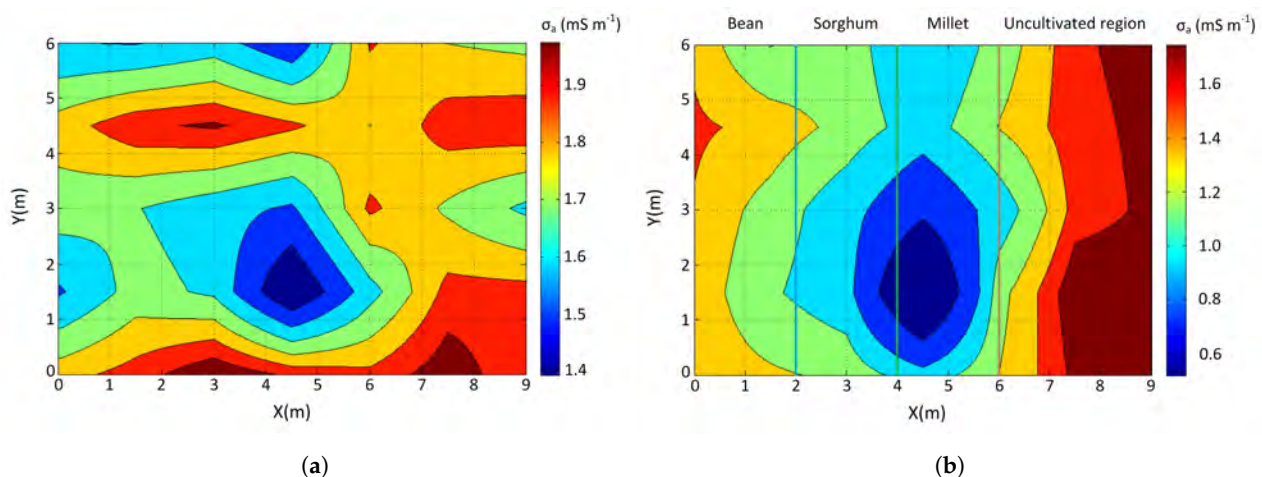 σa (mS m⁻¹)
6
5
4
3
2
1
0
Y(m)
0 1 2 3 4 5 6 7 8 9
X(m)
1.9
1.8
1.7
1.6
1.5
1.4
(a)
Bean Sorghum Millet Uncultivated region σa (mS m⁻¹)
6
5
4
3
2
1
0
Y(m)
0 1 2 3 4 5 6 7 8 9
X(m)
1.6
1.4
1.2
1.0
0.8
0.6
(b)